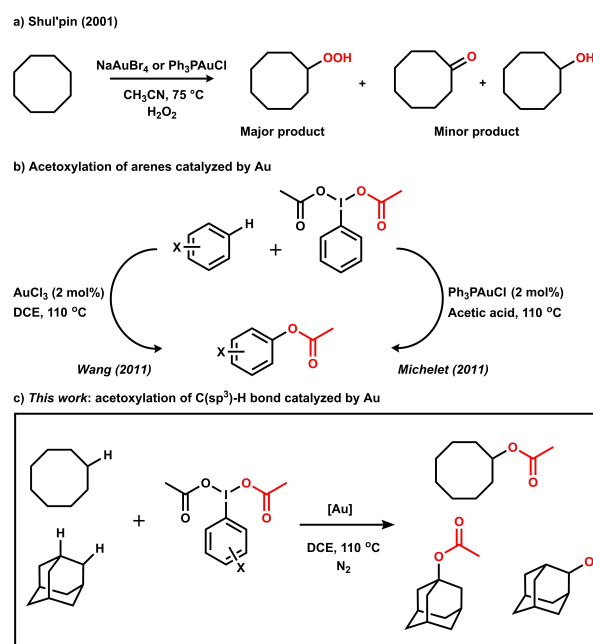 a) Shul'pin (2001)
NaAuBr4 or Ph3PAuCl
CH3CN, 75 °C
H2O2
OOH
+
O
+
OH
Major product
Minor product
b) Acetoxylation of arenes catalyzed by Au
H
X
+
O
I
O
O
O
AuCl3 (2 mol%)
DCE, 110 °C
Ph3PAuCl (2 mol%)
Acetic acid, 110 °C
X
O
O
Wang (2011)
Michelet (2011)
c) This work: acetoxylation of C(sp3)-H bond catalyzed by Au
H
H
H
+
O
I
O
O
O
X
[Au]
DCE, 110 °C
N2
O
O
O
O
O